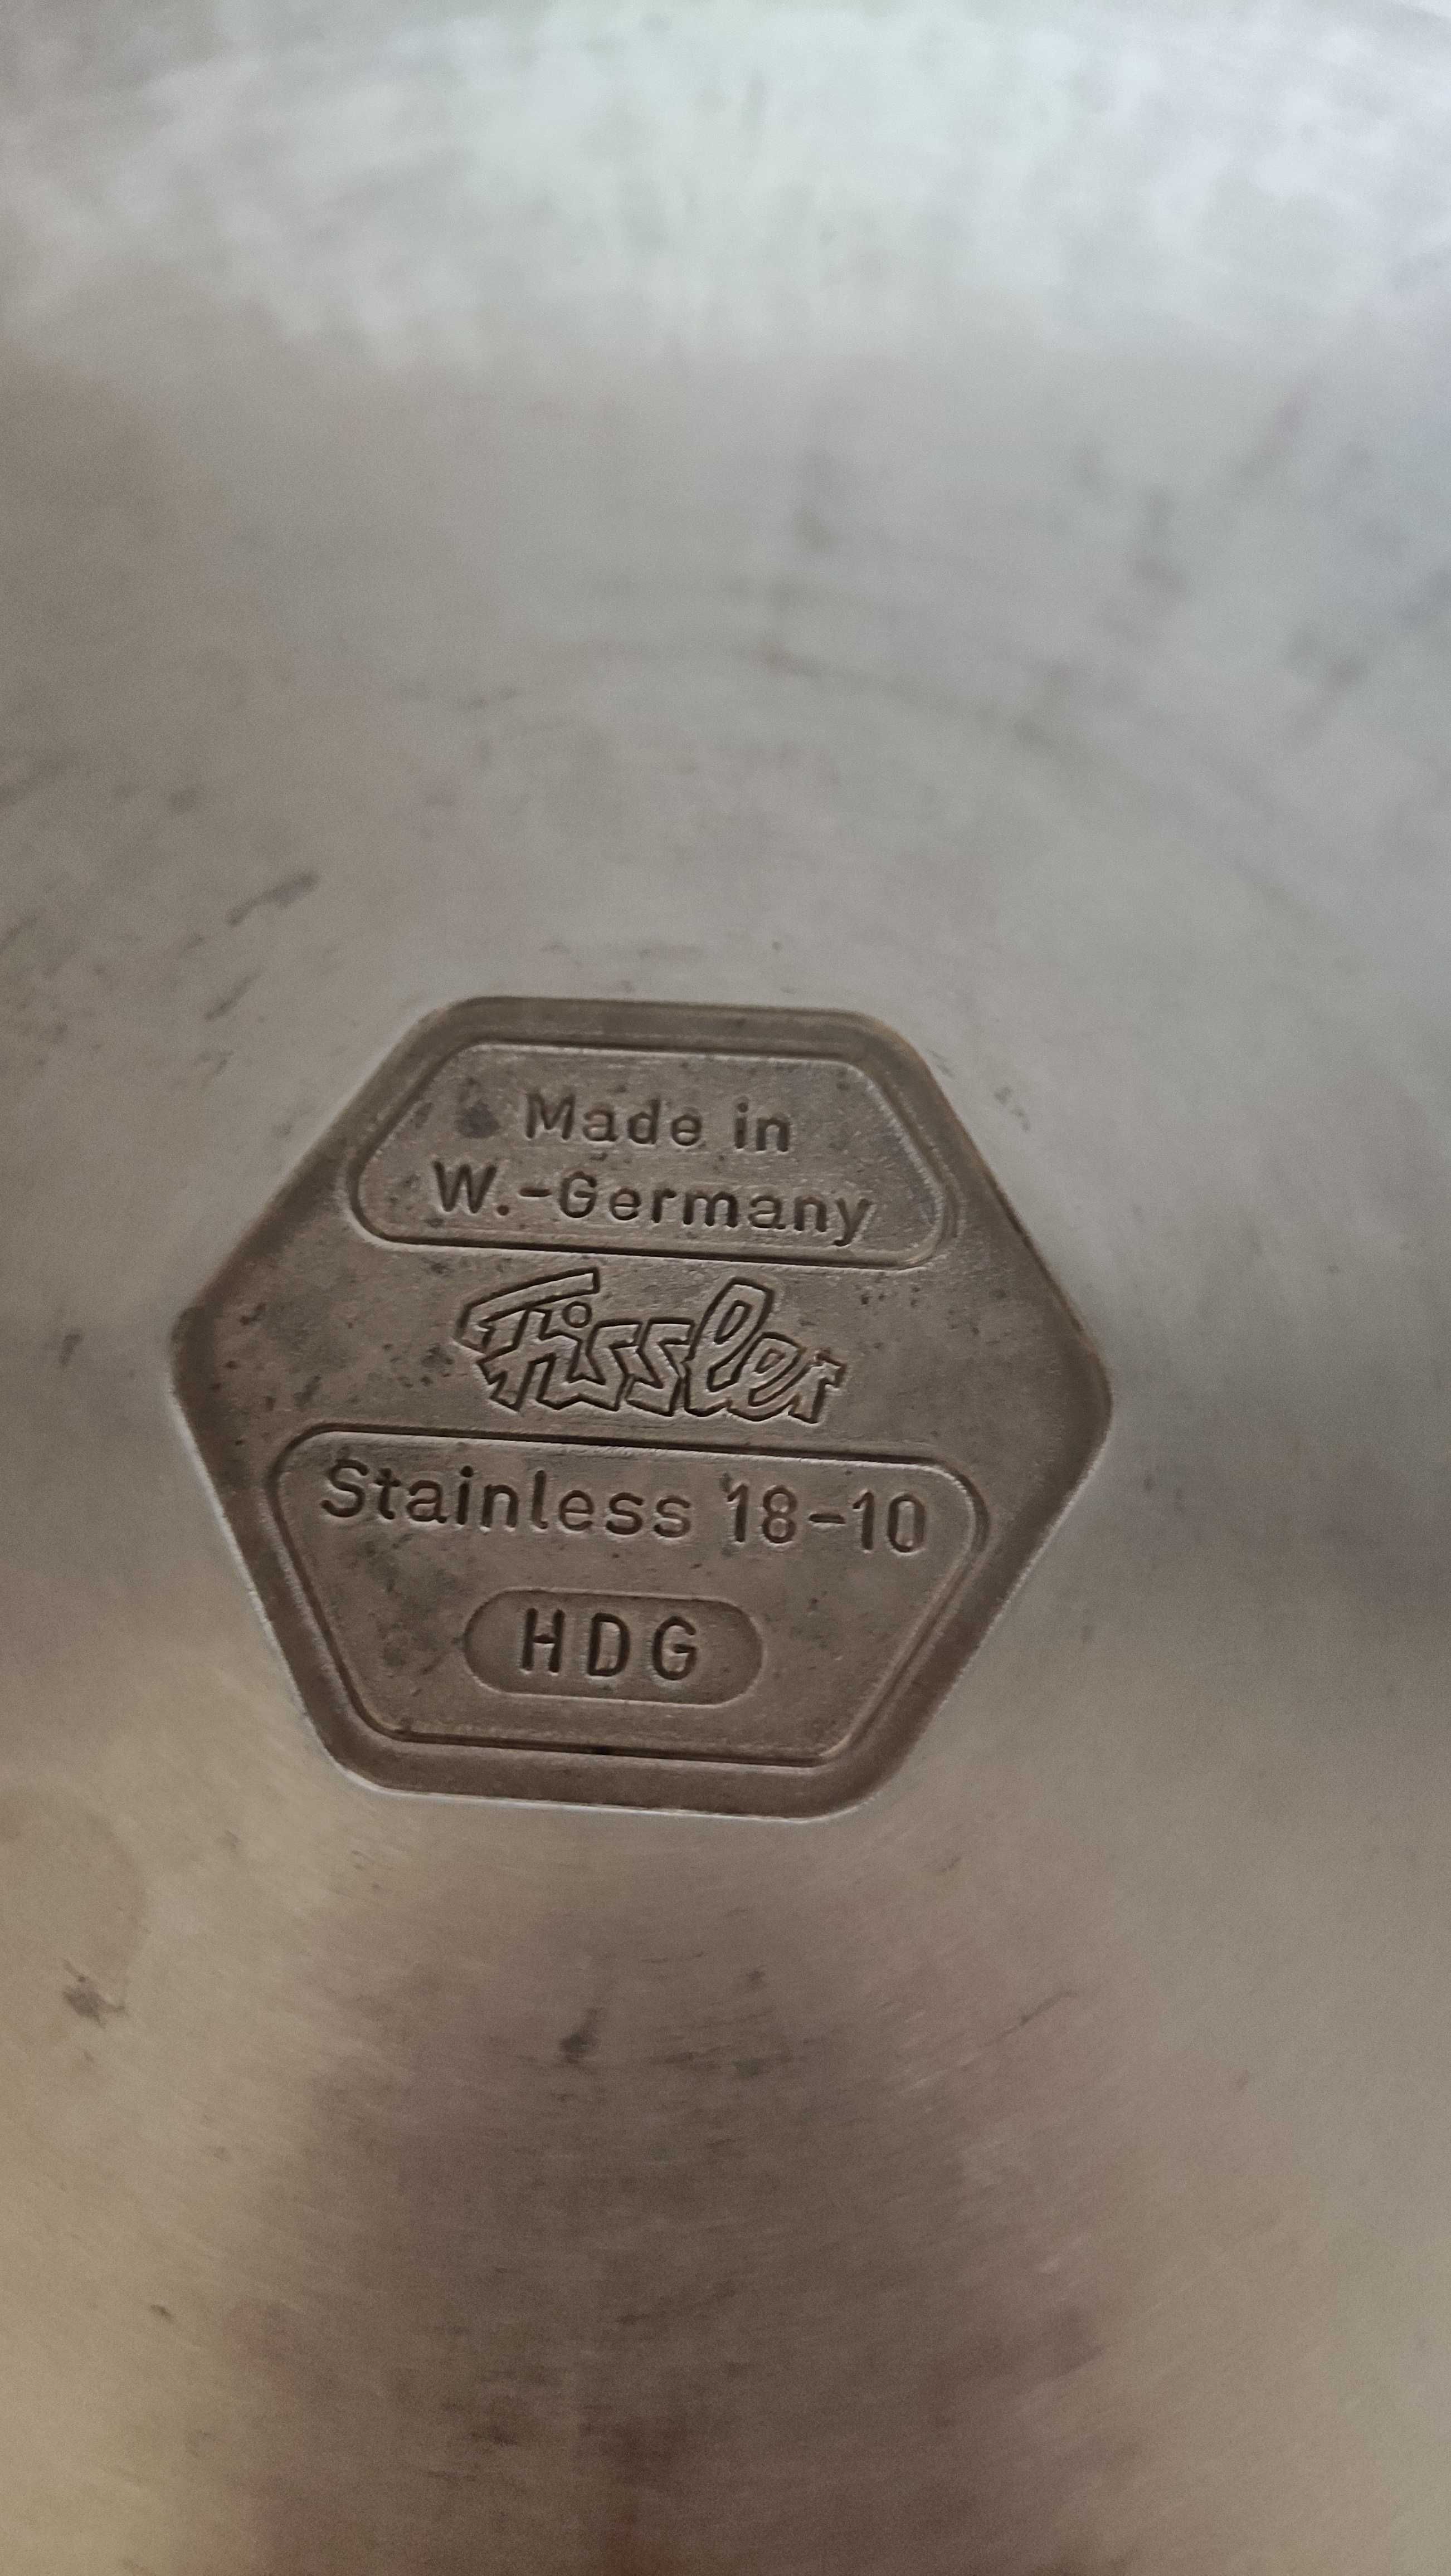 Made in
W.-Germany
Fissler
Stainless 18-10
HDG